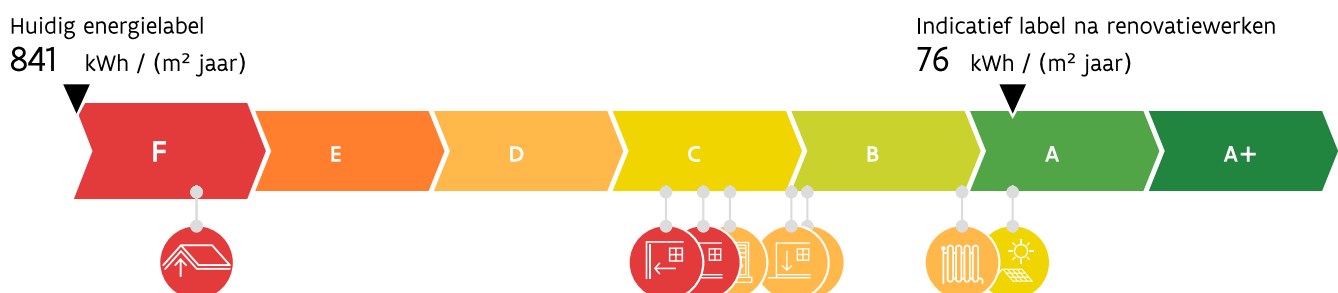 Huidig energielabel
841 kWh / (m² jaar)
Indicatief label na renovatiewerken
76 kWh / (m² jaar)
F E D C B A A+